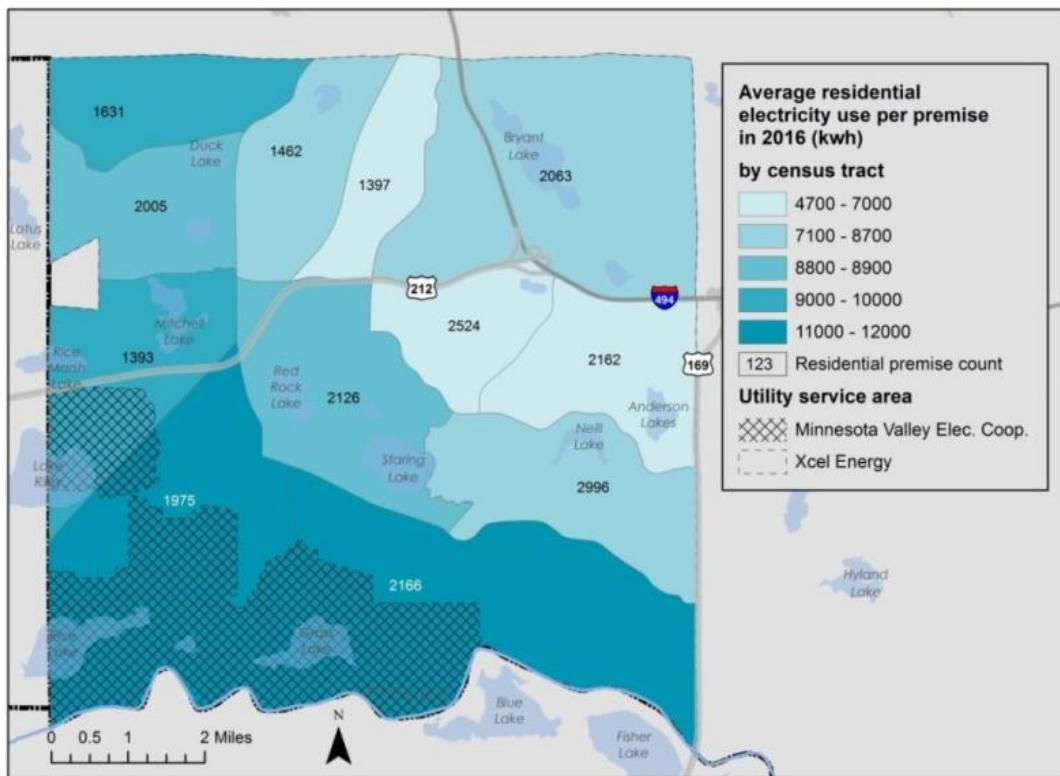 1631
Duck
Lake
1462
1397
Bryant
Lake
2063
2005
Lotus
Lake
212
494
2524
Mitchell
Lake
1393
Rice
Marsh
Lake
2162
169
Red
Rock
Lake
2126
Anderson
Lakes
Neill
Lake
Staring
Lake
Lake
Riley
2996
1975
2166
Hyland
Lake
Lake
Grass
Lake
Blue
Lake
Fisher
Lake
N
0 0.5 1 2 Miles
Average residential
electricity use per premise
in 2016 (kwh)
by census tract
4700 - 7000
7100 - 8700
8800 - 8900
9000 - 10000
11000 - 12000
123 Residential premise count
Utility service area
Minnesota Valley Elec. Coop.
Xcel Energy